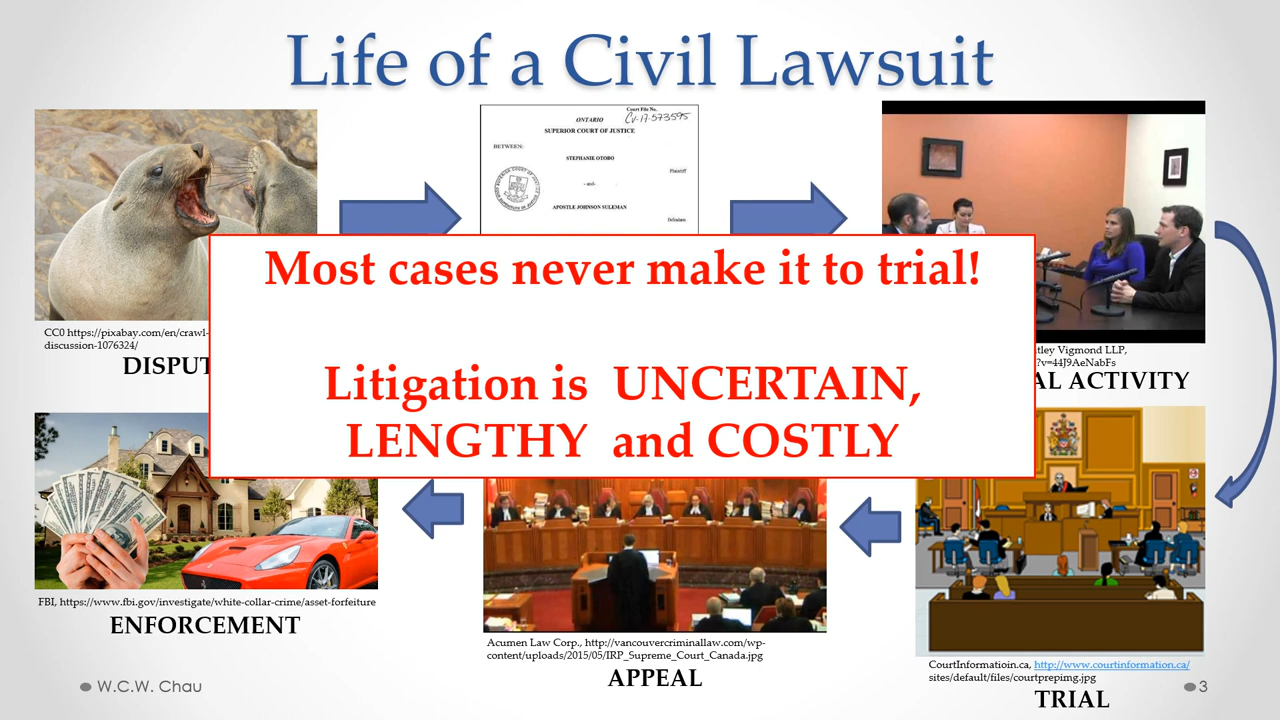 Life of a Civil Lawsuit
Court File No.
CV-17-573595
ONTARIO
SUPERIOR COURT OF JUSTICE
BETWEEN:
STEPHANIE OTOBO
Plaintiff
- and-
APOSTLE JOHNSON SULEMAN
Defendant
Most cases never make it to trial!
Litigation is UNCERTAIN,
LENGTHY and COSTLY
CC0 https://pixabay.com/en/crawl-
discussion-1076324/
DISPUT
tley Vigmond LLP,
?v=44J9AeNabFs
AL ACTIVITY
FBI, https://www.fbi.gov/investigate/white-collar-crime/asset-forfeiture
ENFORCEMENT
Acumen Law Corp., http://vancouvercriminallaw.com/wp-
content/uploads/2015/05/IRP_Supreme_Court_Canada.jpg
APPEAL
CourtInformatioin.ca, http://www.courtinformation.ca/
sites/default/files/courtprepimg.jpg
TRIAL
W.C.W. Chau
3